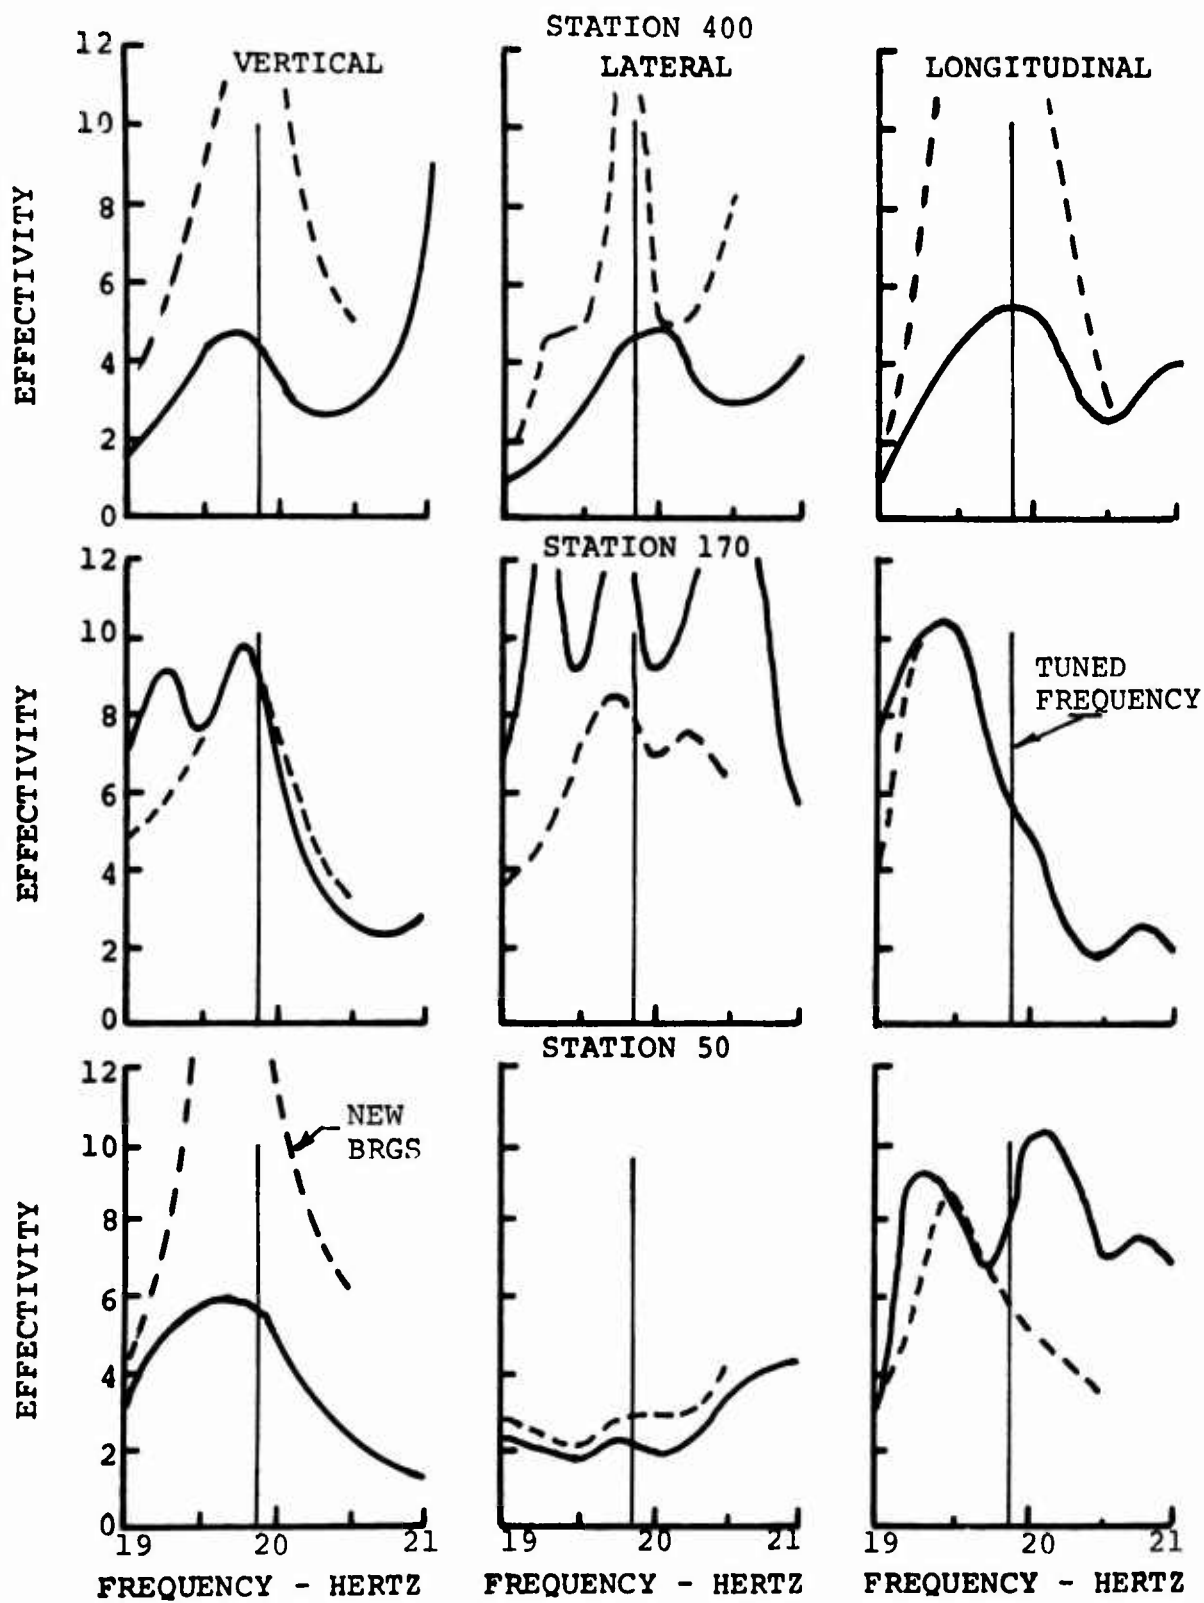 STATION 400
VERTICAL LATERAL LONGITUDINAL
12
10
8
6
4
2
0
EFFECTIVITY
STATION 170
12
10
8
6
4
2
0
EFFECTIVITY
TUNED
FREQUENCY
STATION 50
12
10
8
6
4
2
0
EFFECTIVITY
NEW
BRGS
19 20 21 19 20 21 19 20 21
FREQUENCY - HERTZ FREQUENCY - HERTZ FREQUENCY - HERTZ